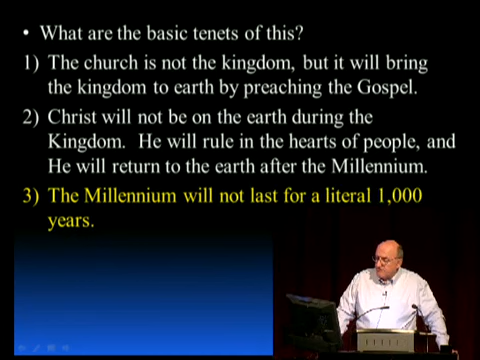 • What are the basic tenets of this?
1) The church is not the kingdom, but it will bring
the kingdom to earth by preaching the Gospel.
2) Christ will not be on the earth during the
Kingdom. He will rule in the hearts of people, and
He will return to the earth after the Millennium.
3) The Millennium will not last for a literal 1,000
years.